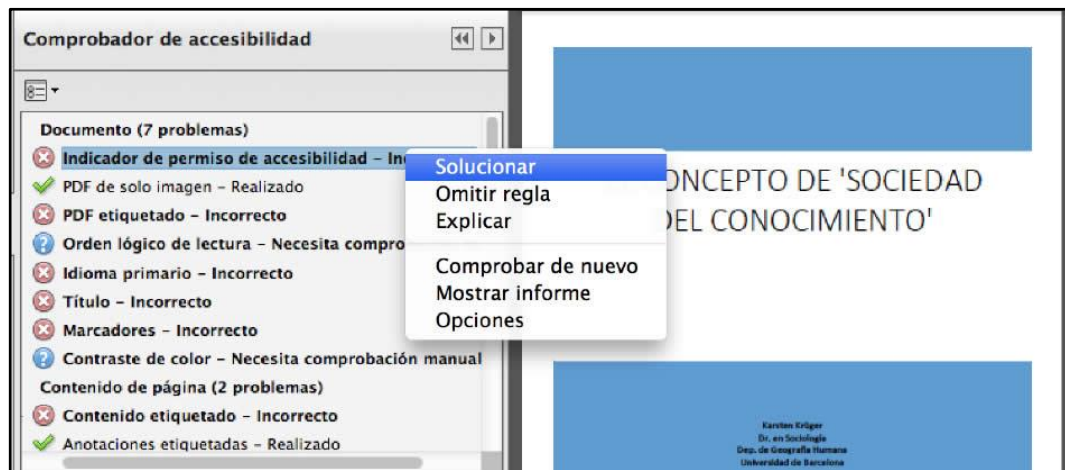 Comprobador de accesibilidad
Documento (7 problemas)
Indicador de permiso de accesibilidad – In
PDF de solo imagen – Realizado
PDF etiquetado – Incorrecto
Orden lógico de lectura – Necesita compro
Idioma primario – Incorrecto
Título – Incorrecto
Marcadores – Incorrecto
Contraste de color – Necesita comprobación manual
Contenido de página (2 problemas)
Contenido etiquetado – Incorrecto
Anotaciones etiquetadas – Realizado
Solucionar
Omitir regla
Explicar
Comprobar de nuevo
Mostrar informe
Opciones
ONCEPTO DE 'SOCIEDAD
DEL CONOCIMIENTO'
Karsten Krüger
Dr. en Sociología
Dep. de Geografía Humana
Universidad de Barcelona